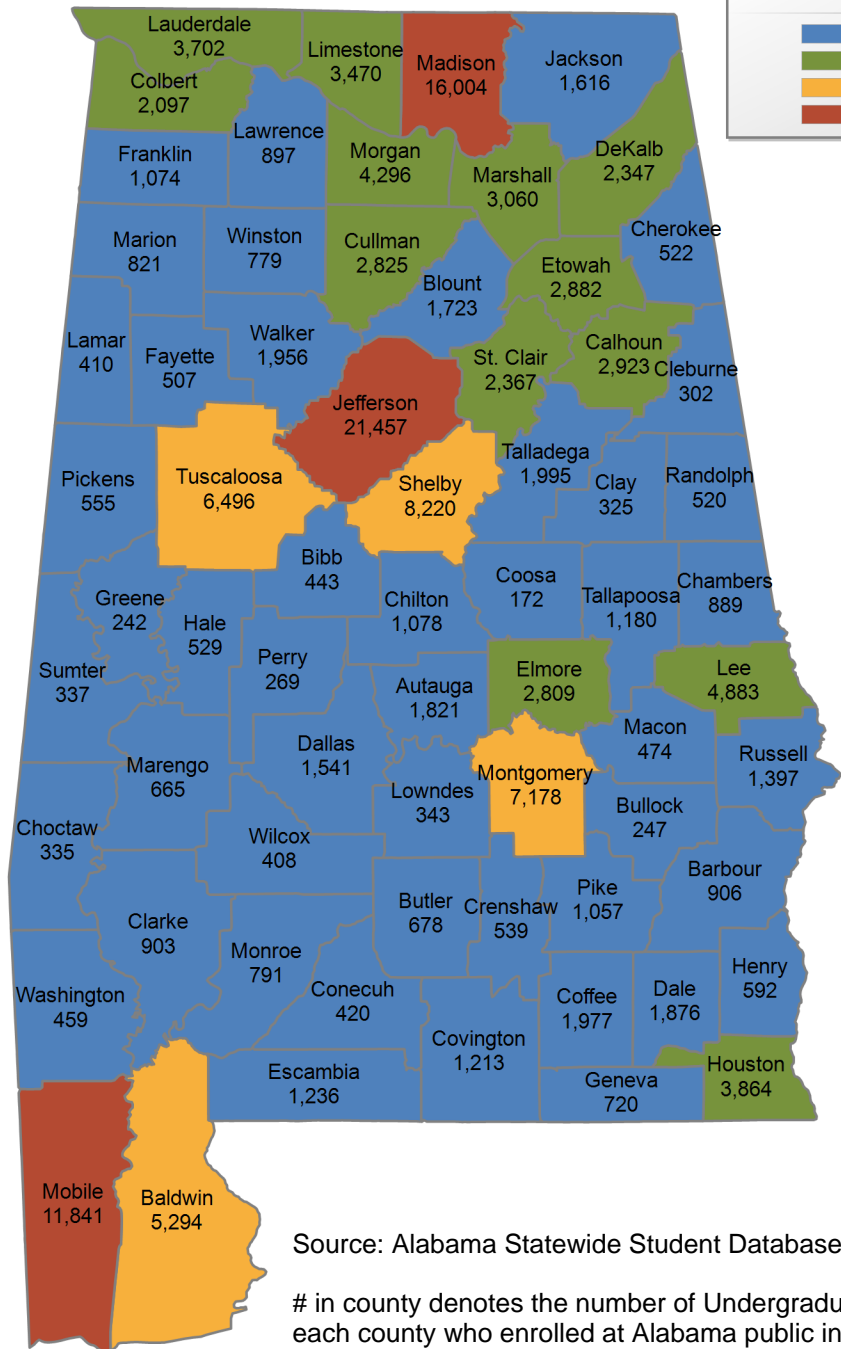 Lauderdale
3,702
Limestone
3,470
Madison
16,004
Jackson
1,616
Colbert
2,097
Lawrence
897
Franklin
1,074
Morgan
4,296
Marshall
3,060
DeKalb
2,347
Marion
821
Winston
779
Cullman
2,825
Blount
1,723
Etowah
2,882
Cherokee
522
Lamar
410
Fayette
507
Walker
1,956
Jefferson
21,457
St. Clair
2,367
Calhoun
2,923
Cleburne
302
Pickens
555
Tuscaloosa
6,496
Shelby
8,220
Talladega
1,995
Clay
325
Randolph
520
Bibb
443
Greene
242
Hale
529
Perry
269
Chilton
1,078
Coosa
172
Tallapoosa
1,180
Chambers
889
Sumter
337
Autauga
1,821
Elmore
2,809
Lee
4,883
Marengo
665
Dallas
1,541
Lowndes
343
Montgomery
7,178
Macon
474
Russell
1,397
Bullock
247
Choctaw
335
Wilcox
408
Clarke
903
Butler
678
Crenshaw
539
Pike
1,057
Barbour
906
Washington
459
Monroe
791
Conecuh
420
Covington
1,213
Coffee
1,977
Dale
1,876
Henry
592
Escambia
1,236
Geneva
720
Houston
3,864
Mobile
11,841
Baldwin
5,294
Source: Alabama Statewide Student Database
# in county denotes the number of Undergradu
each county who enrolled at Alabama public in